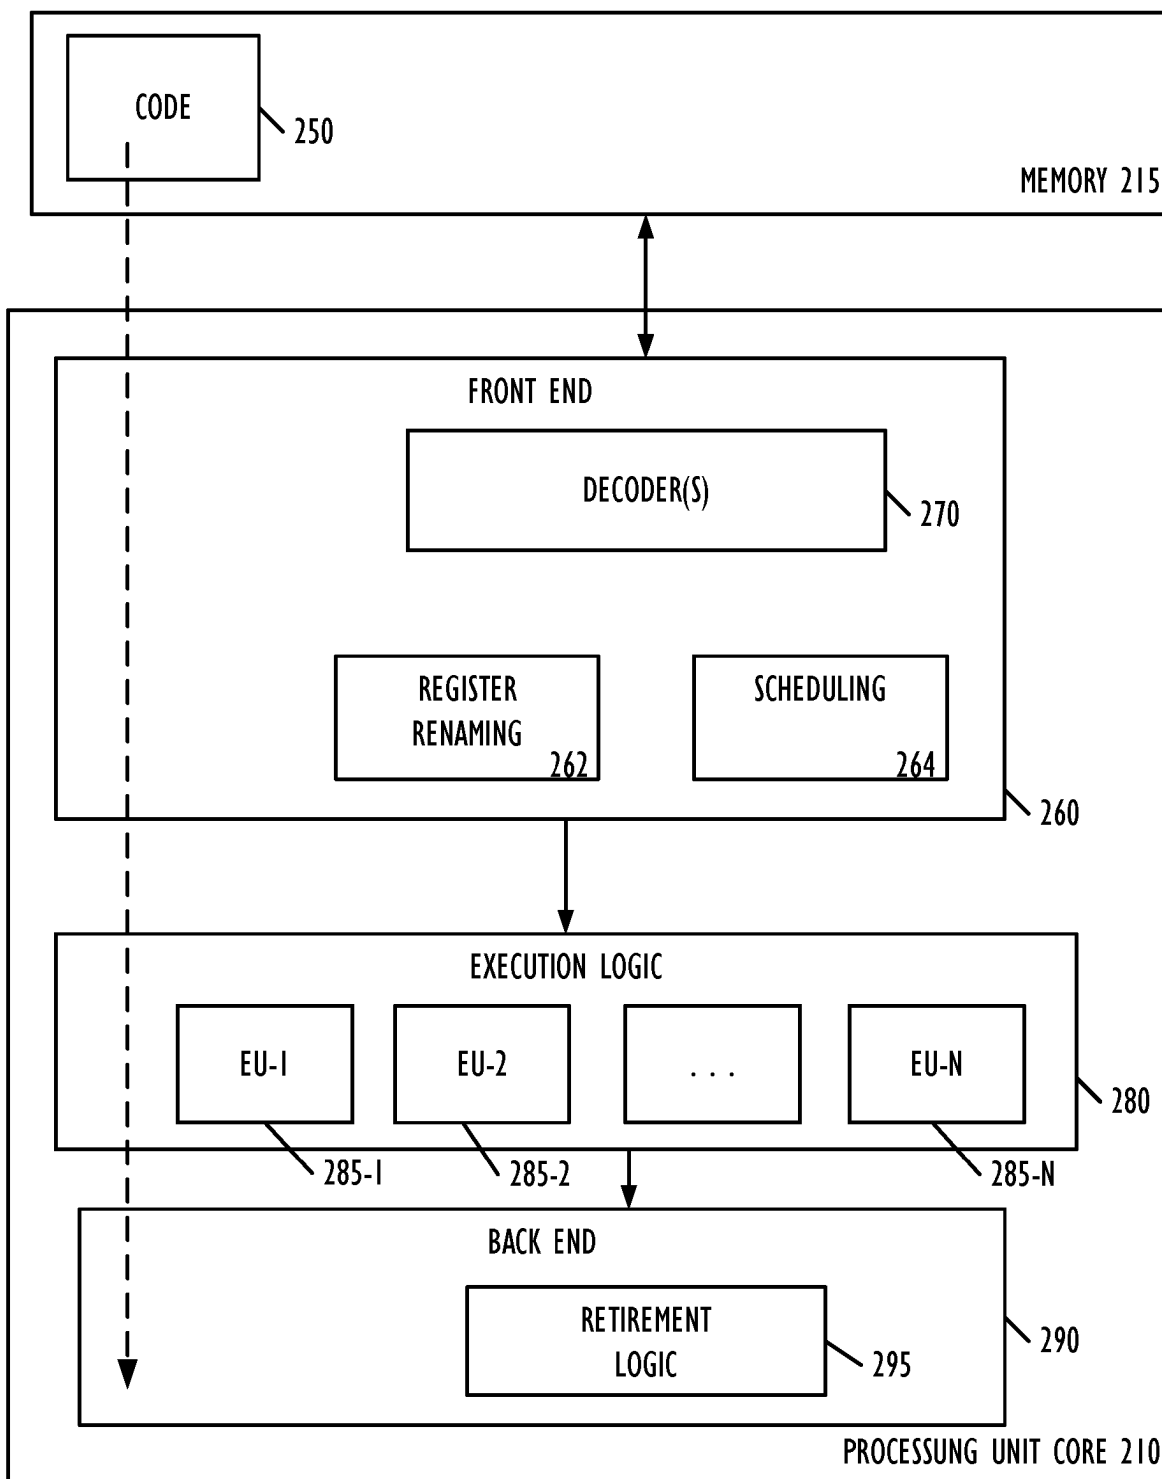 CODE
250
MEMORY 215
FRONT END
DECODER(S)
270
REGISTER
RENAMING
262
SCHEDULING
264
260
EXECUTION LOGIC
EU-1
EU-2
. . .
EU-N
280
285-1
285-2
285-N
BACK END
RETIREMENT
LOGIC
295
290
PROCESSUNG UNIT CORE 210